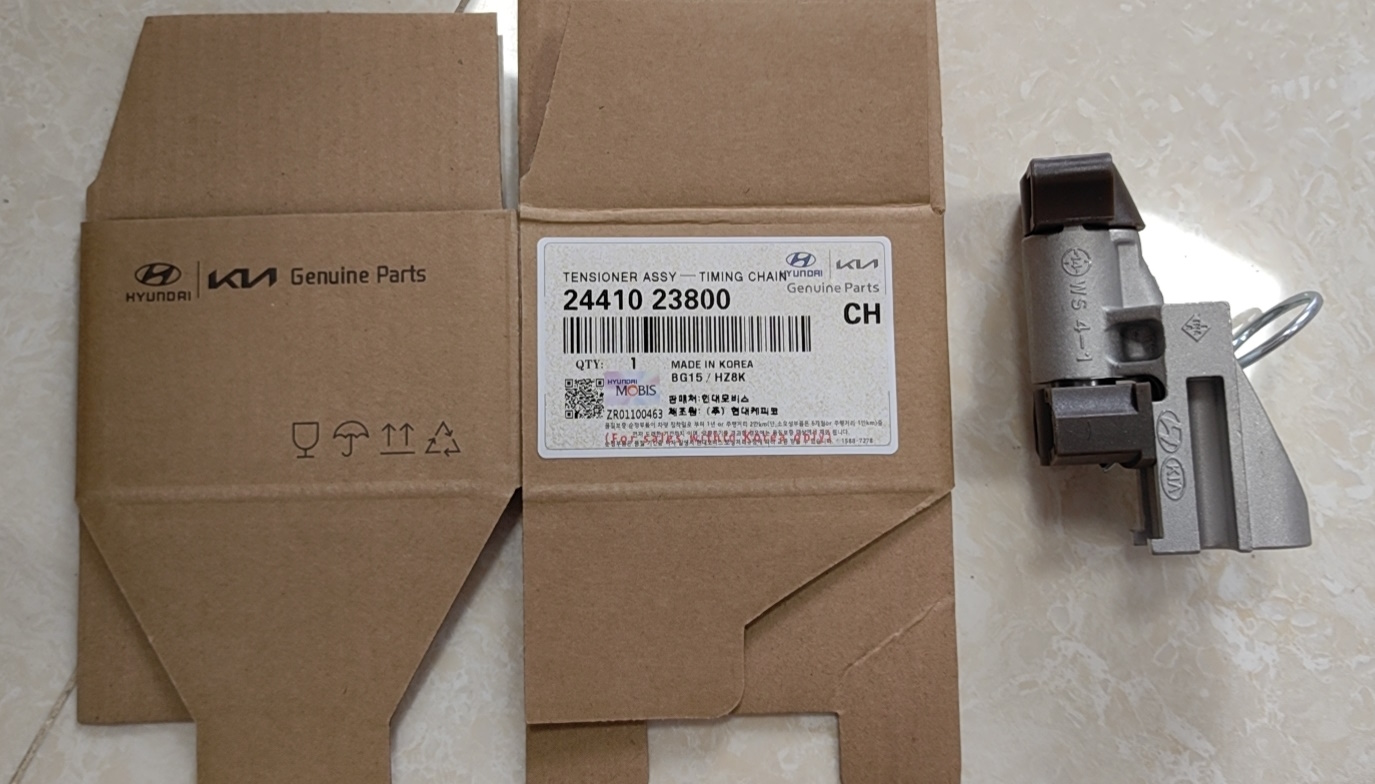 HYUNDAI KIA Genuine Parts
TENSIONER ASSY — TIMING CHAIN
HYUNDAI KIA
Genuine Parts
24410 23800
CH
QTY: 1
MADE IN KOREA
BG15 / HZ8K
HYUNDAI
MOBIS
ZR01100463
판매처:현대모비스
제조원: (주) 현대케피코
WS 4-1
KIA